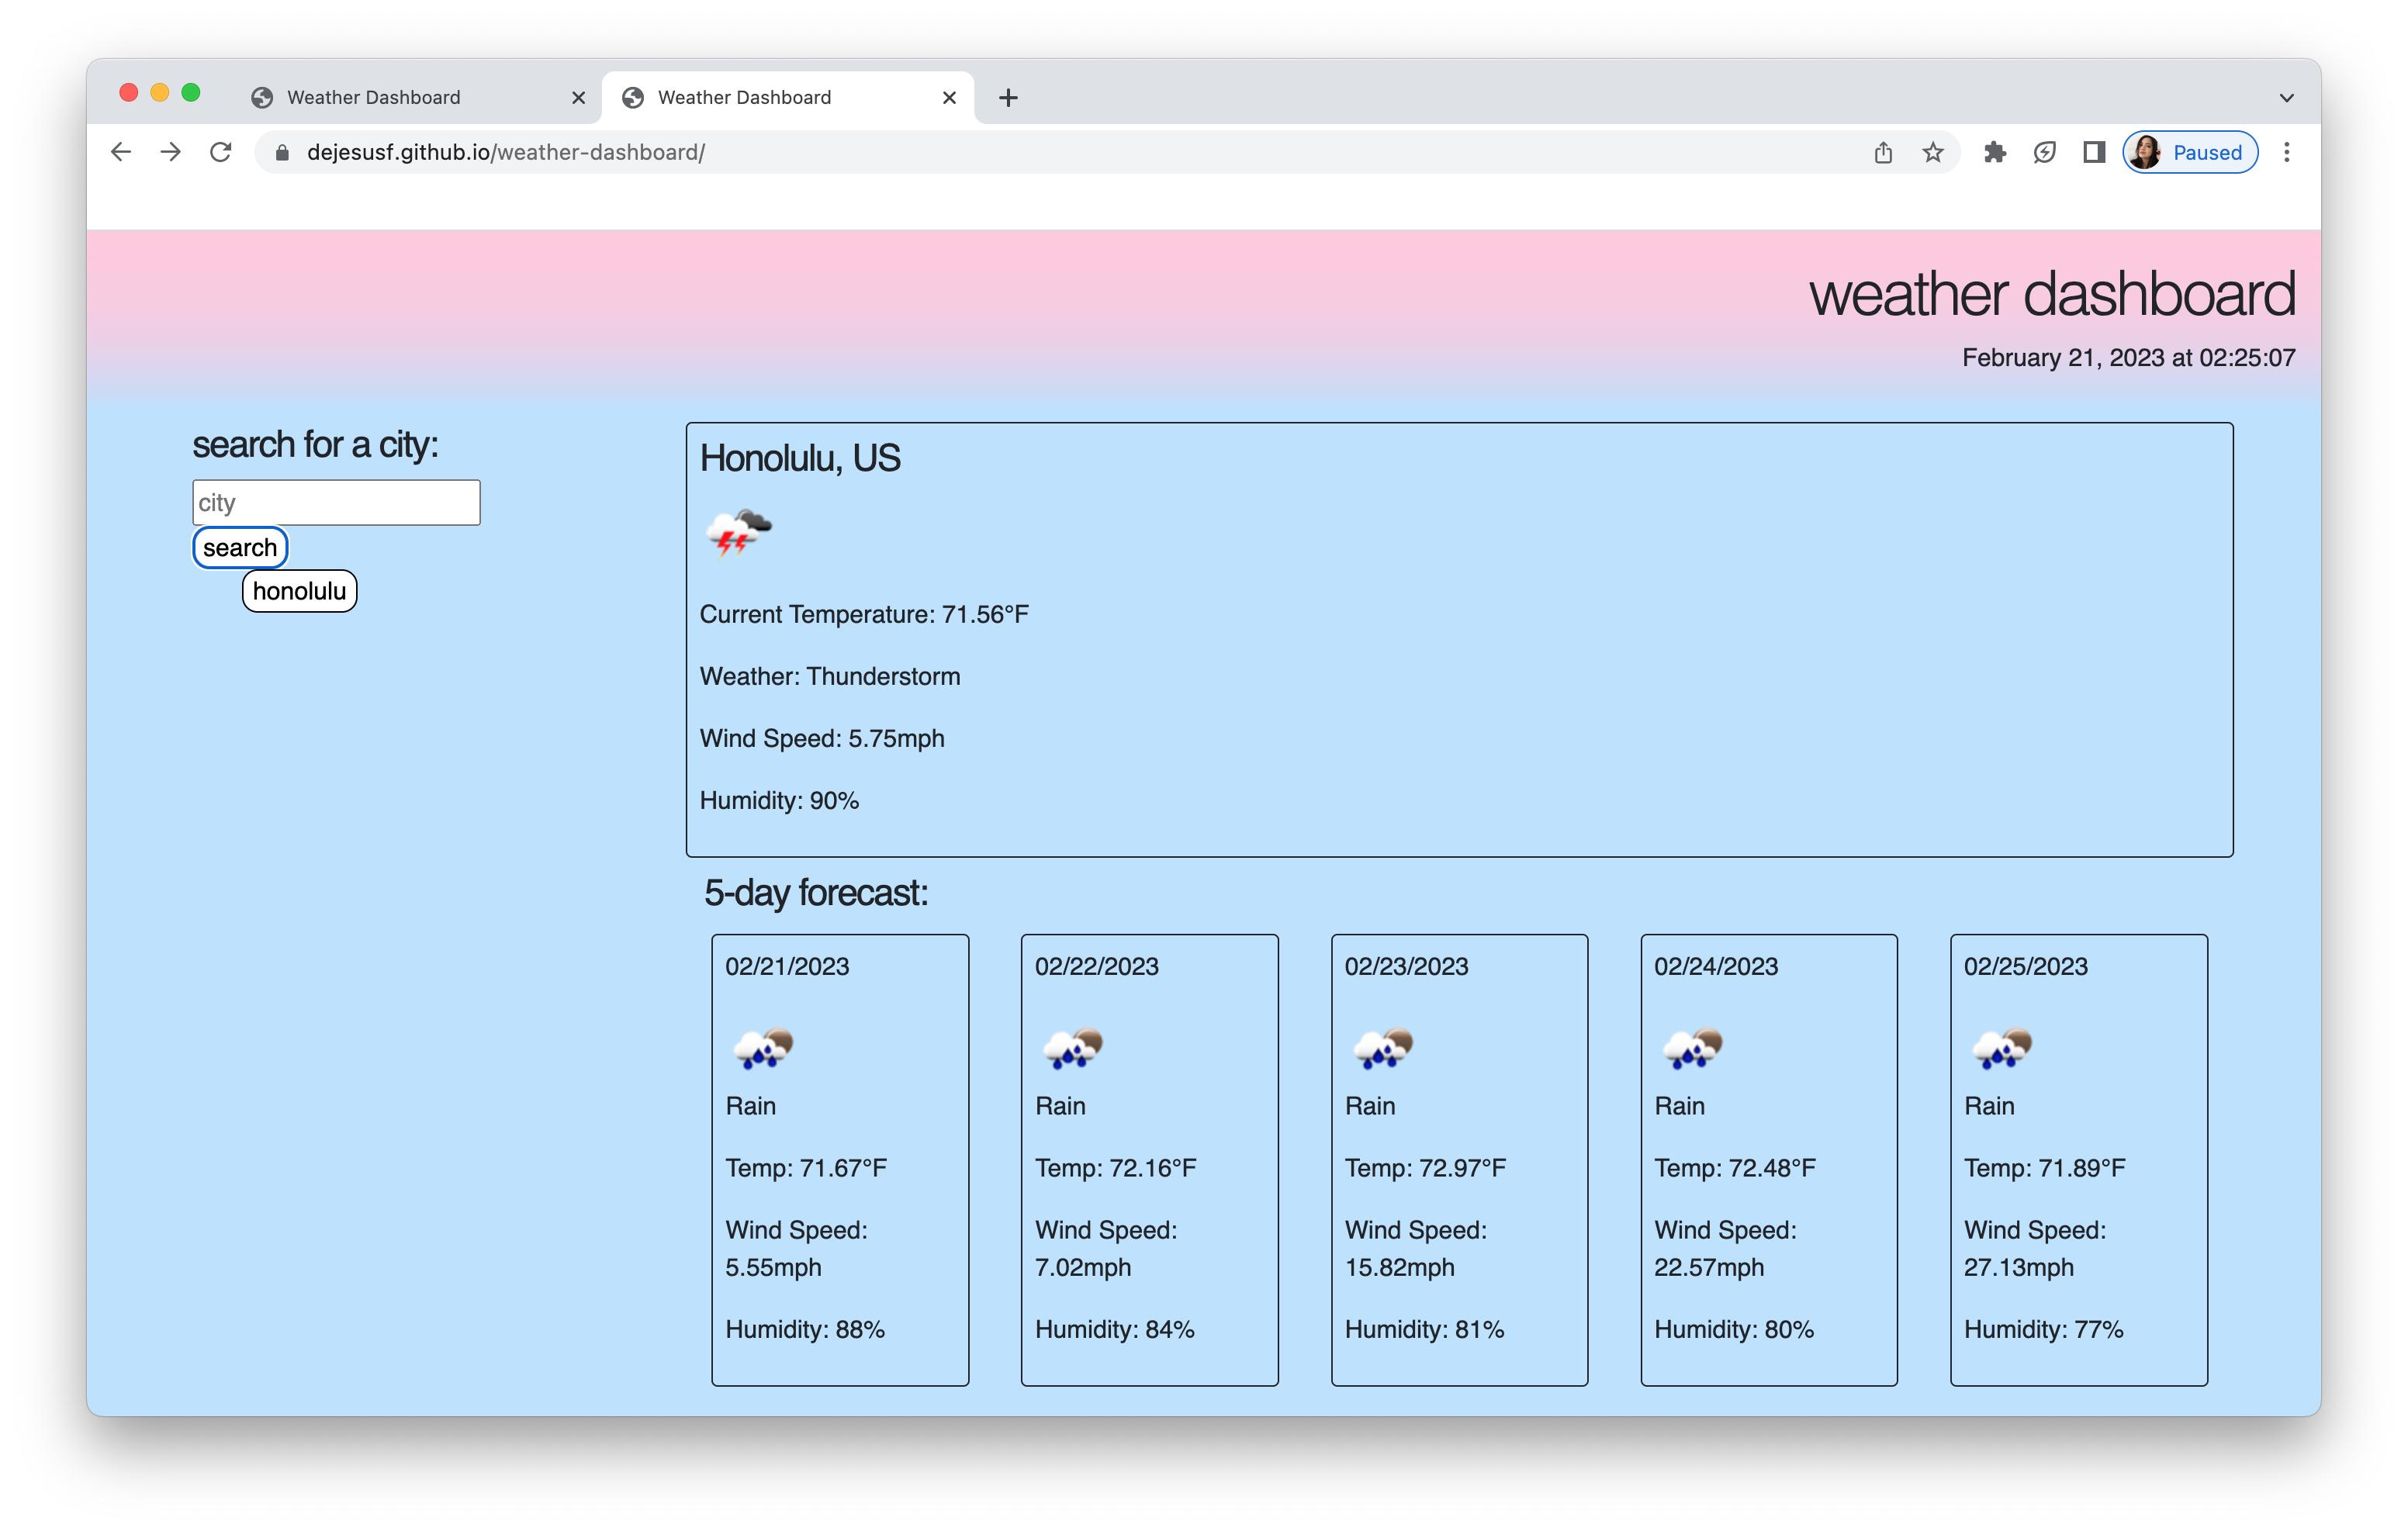 Weather Dashboard
Weather Dashboard
dejesusf.github.io/weather-dashboard/
Paused
weather dashboard
February 21, 2023 at 02:25:07
search for a city:
city
search
honolulu
Honolulu, US
Current Temperature: 71.56°F
Weather: Thunderstorm
Wind Speed: 5.75mph
Humidity: 90%
5-day forecast:
02/21/2023
Rain
Temp: 71.67°F
Wind Speed:
5.55mph
Humidity: 88%
02/22/2023
Rain
Temp: 72.16°F
Wind Speed:
7.02mph
Humidity: 84%
02/23/2023
Rain
Temp: 72.97°F
Wind Speed:
15.82mph
Humidity: 81%
02/24/2023
Rain
Temp: 72.48°F
Wind Speed:
22.57mph
Humidity: 80%
02/25/2023
Rain
Temp: 71.89°F
Wind Speed:
27.13mph
Humidity: 77%